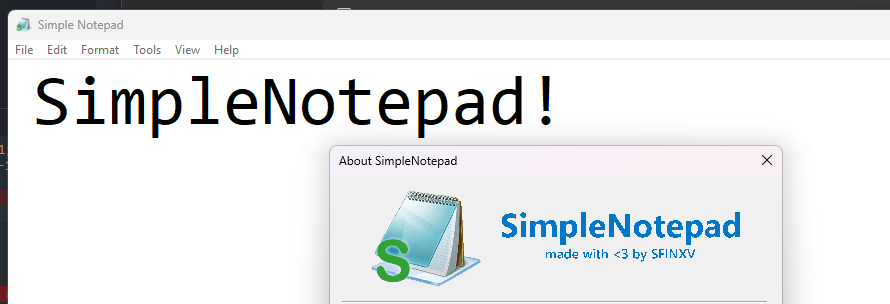 Simple Notepad
File Edit Format Tools View Help
SimpleNotepad!
About SimpleNotepad
S
SimpleNotepad
made with <3 by SFINXV